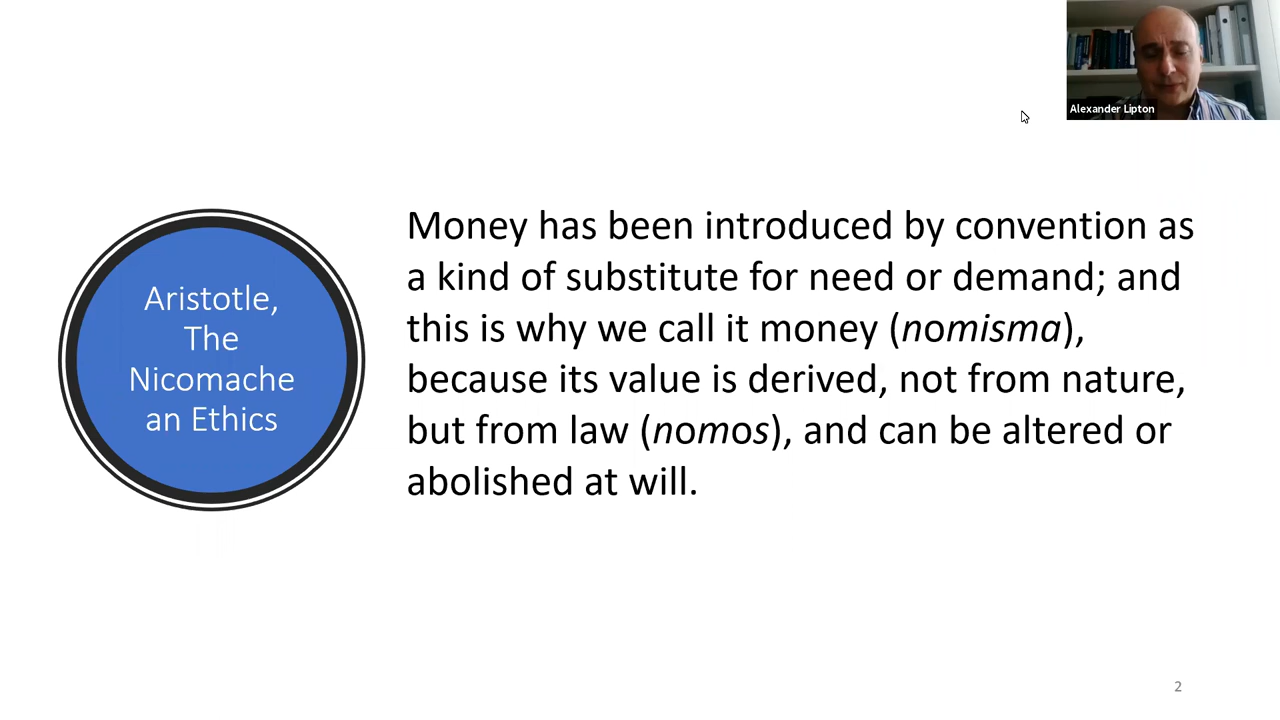 Alexander Lipton
Aristotle,
The
Nicomache
an Ethics
Money has been introduced by convention as
a kind of substitute for need or demand; and
this is why we call it money (nomisma),
because its value is derived, not from nature,
but from law (nomos), and can be altered or
abolished at will.
2